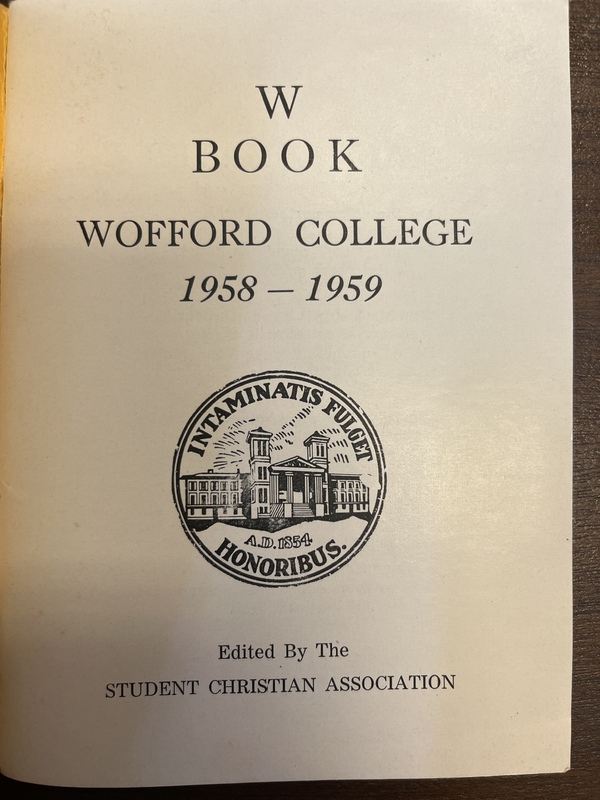 W
BOOK
WOFFORD COLLEGE
1958 — 1959
INTAMINATIS FULGET
A.D. 1854
HONORIBUS.
Edited By The
STUDENT CHRISTIAN ASSOCIATION